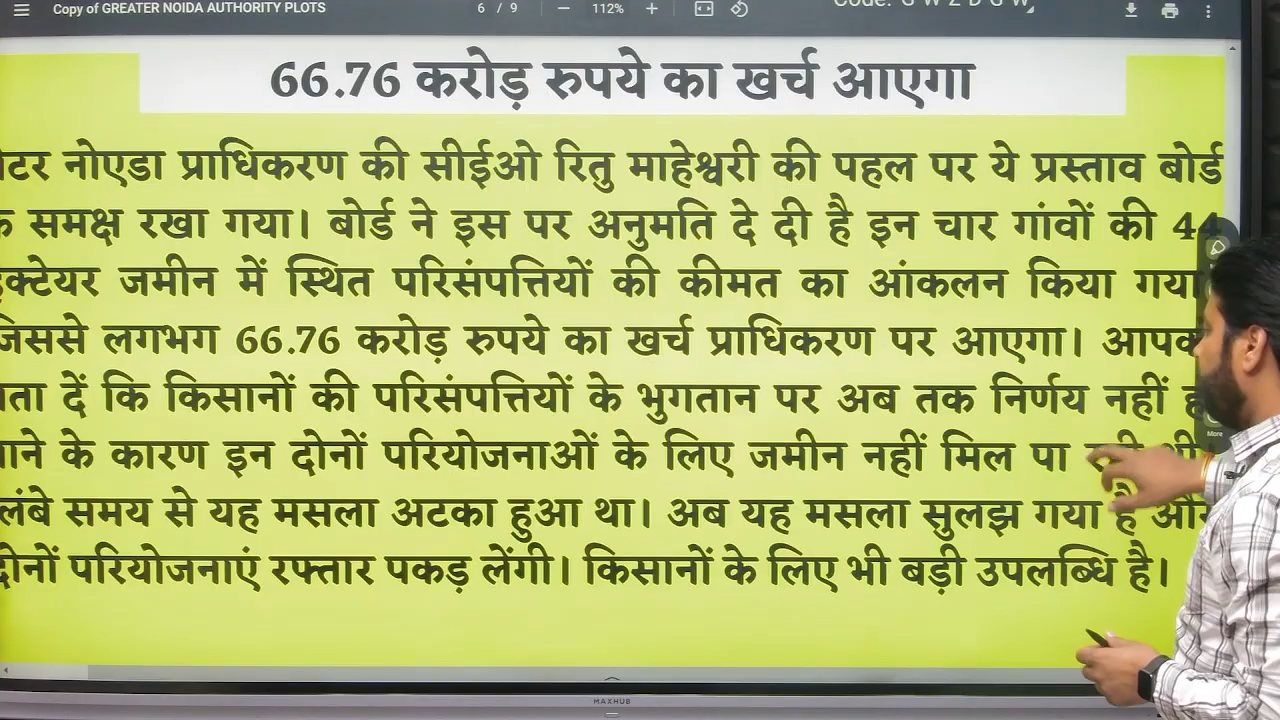 Copy of GREATER NOIDA AUTHORITY PLOTS
6 / 9
112%
66.76 करोड़ रुपये का खर्च आएगा
नोएडा प्राधिकरण की सीईओ रितु माहेश्वरी की पहल पर ये प्रस्ताव बोर्ड
समक्ष रखा गया। बोर्ड ने इस पर अनुमति दे दी है इन चार गांवों की 44
जमीन में स्थित परिसंपत्तियों की कीमत का आंकलन किया गया
लगभग 66.76 करोड़ रुपये का खर्च प्राधिकरण पर आएगा।
दें कि किसानों की परिसंपत्तियों के भुगतान पर अब तक निर्णय नहीं
के कारण इन दोनों परियोजनाओं के लिए जमीन नहीं मिल पा
लंबे समय से यह मसला अटका हुआ था। अब यह मसला सुलझ गया है और
दोनों परियोजनाएं रफ्तार पकड़ लेंगी। किसानों के लिए भी बड़ी उपलब्धि है।
More
MAXHUB